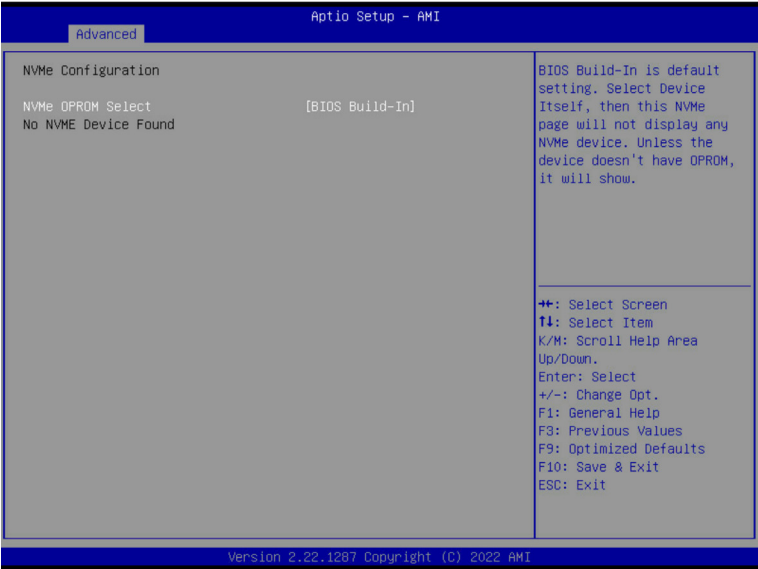 Aptio Setup – AMI
Advanced
NVMe Configuration
NVMe OPROM Select [BIOS Build-In]
No NVME Device Found
BIOS Build-In is default
setting. Select Device
Itself, then this NVMe
page will not display any
NVMe device. Unless the
device doesn't have OPROM,
it will show.
→←: Select Screen
↑↓: Select Item
K/M: Scroll Help Area
Up/Down.
Enter: Select
+/-: Change Opt.
F1: General Help
F3: Previous Values
F9: Optimized Defaults
F10: Save & Exit
ESC: Exit
Version 2.22.1287 Copyright (C) 2022 AMI